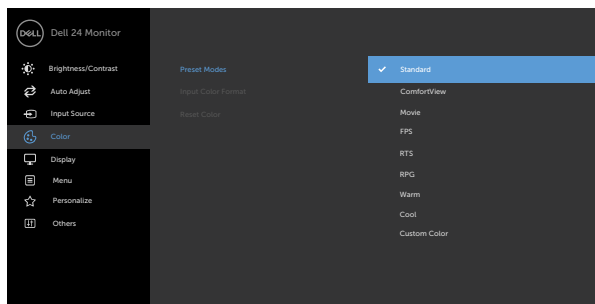 DELL Dell 24 Monitor
Brightness/Contrast
Auto Adjust
Input Source
Color
Display
Menu
Personalize
Others
Preset Modes
Input Color Format
Reset Color
Standard
ComfortView
Movie
FPS
RTS
RPG
Warm
Cool
Custom Color